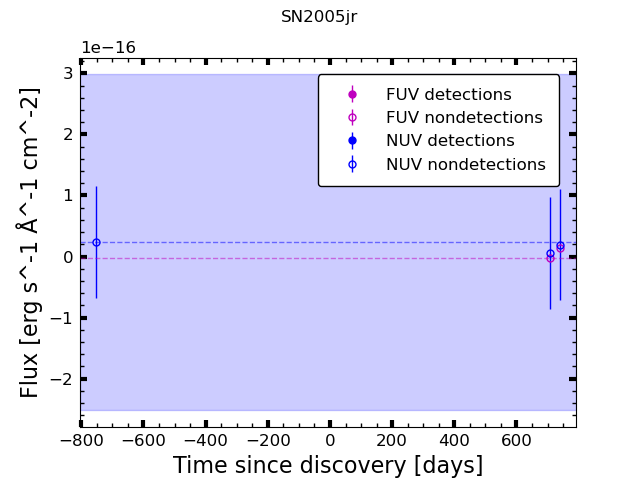 SN2005jr
1e−16
3
2
1
0
−1
−2
Flux [erg s^-1 Å^-1 cm^-2]
FUV detections
FUV nondetections
NUV detections
NUV nondetections
−800 −600 −400 −200 0 200 400 600
Time since discovery [days]